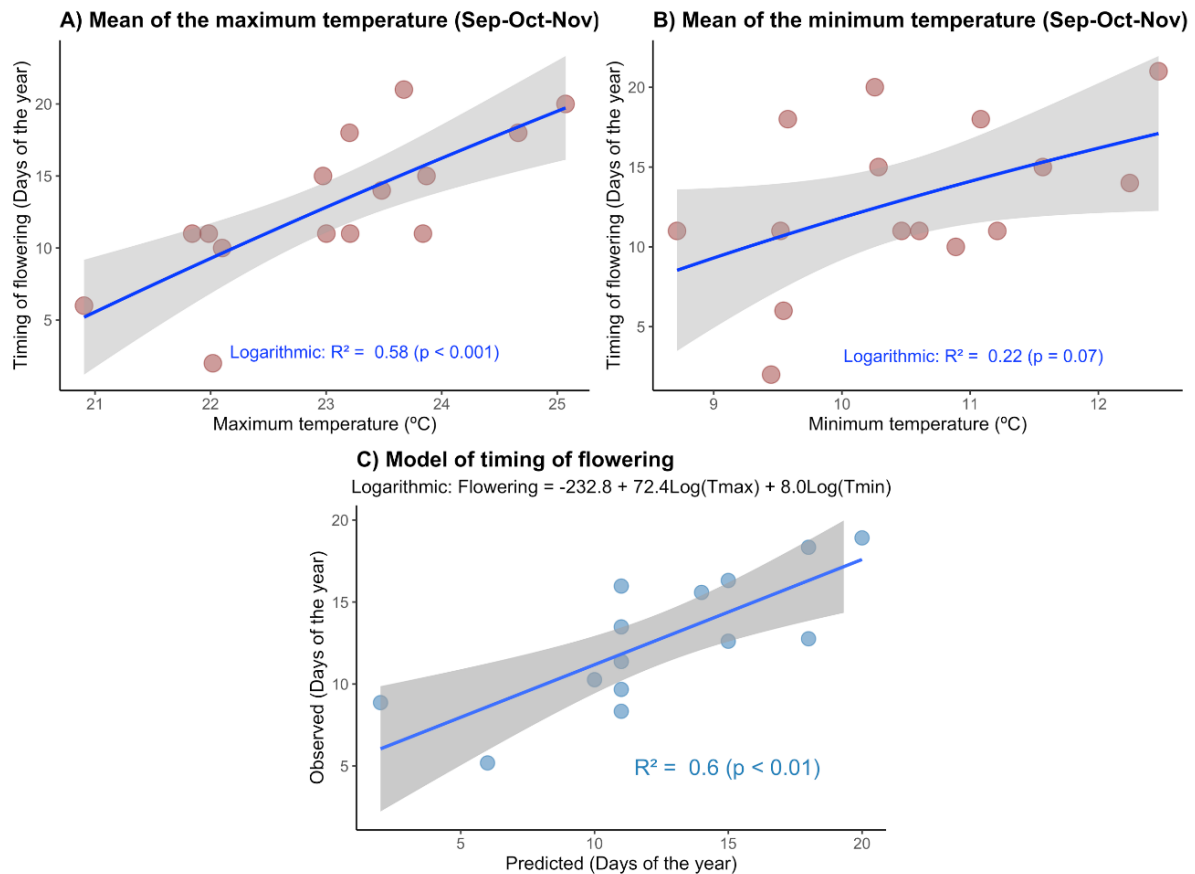 A) Mean of the maximum temperature (Sep-Oct-Nov)
Timing of flowering (Days of the year)
20
15
10
5
Logarithmic: R² = 0.58 (p < 0.001)
21 22 23 24 25
Maximum temperature (ºC)
B) Mean of the minimum temperature (Sep-Oct-Nov)
Timing of flowering (Days of the year)
20
15
10
5
Logarithmic: R² = 0.22 (p = 0.07)
9 10 11 12
Minimum temperature (ºC)
C) Model of timing of flowering
Logarithmic: Flowering = -232.8 + 72.4Log(Tmax) + 8.0Log(Tmin)
Observed (Days of the year)
20
15
10
5
R² = 0.6 (p < 0.01)
5 10 15 20
Predicted (Days of the year)